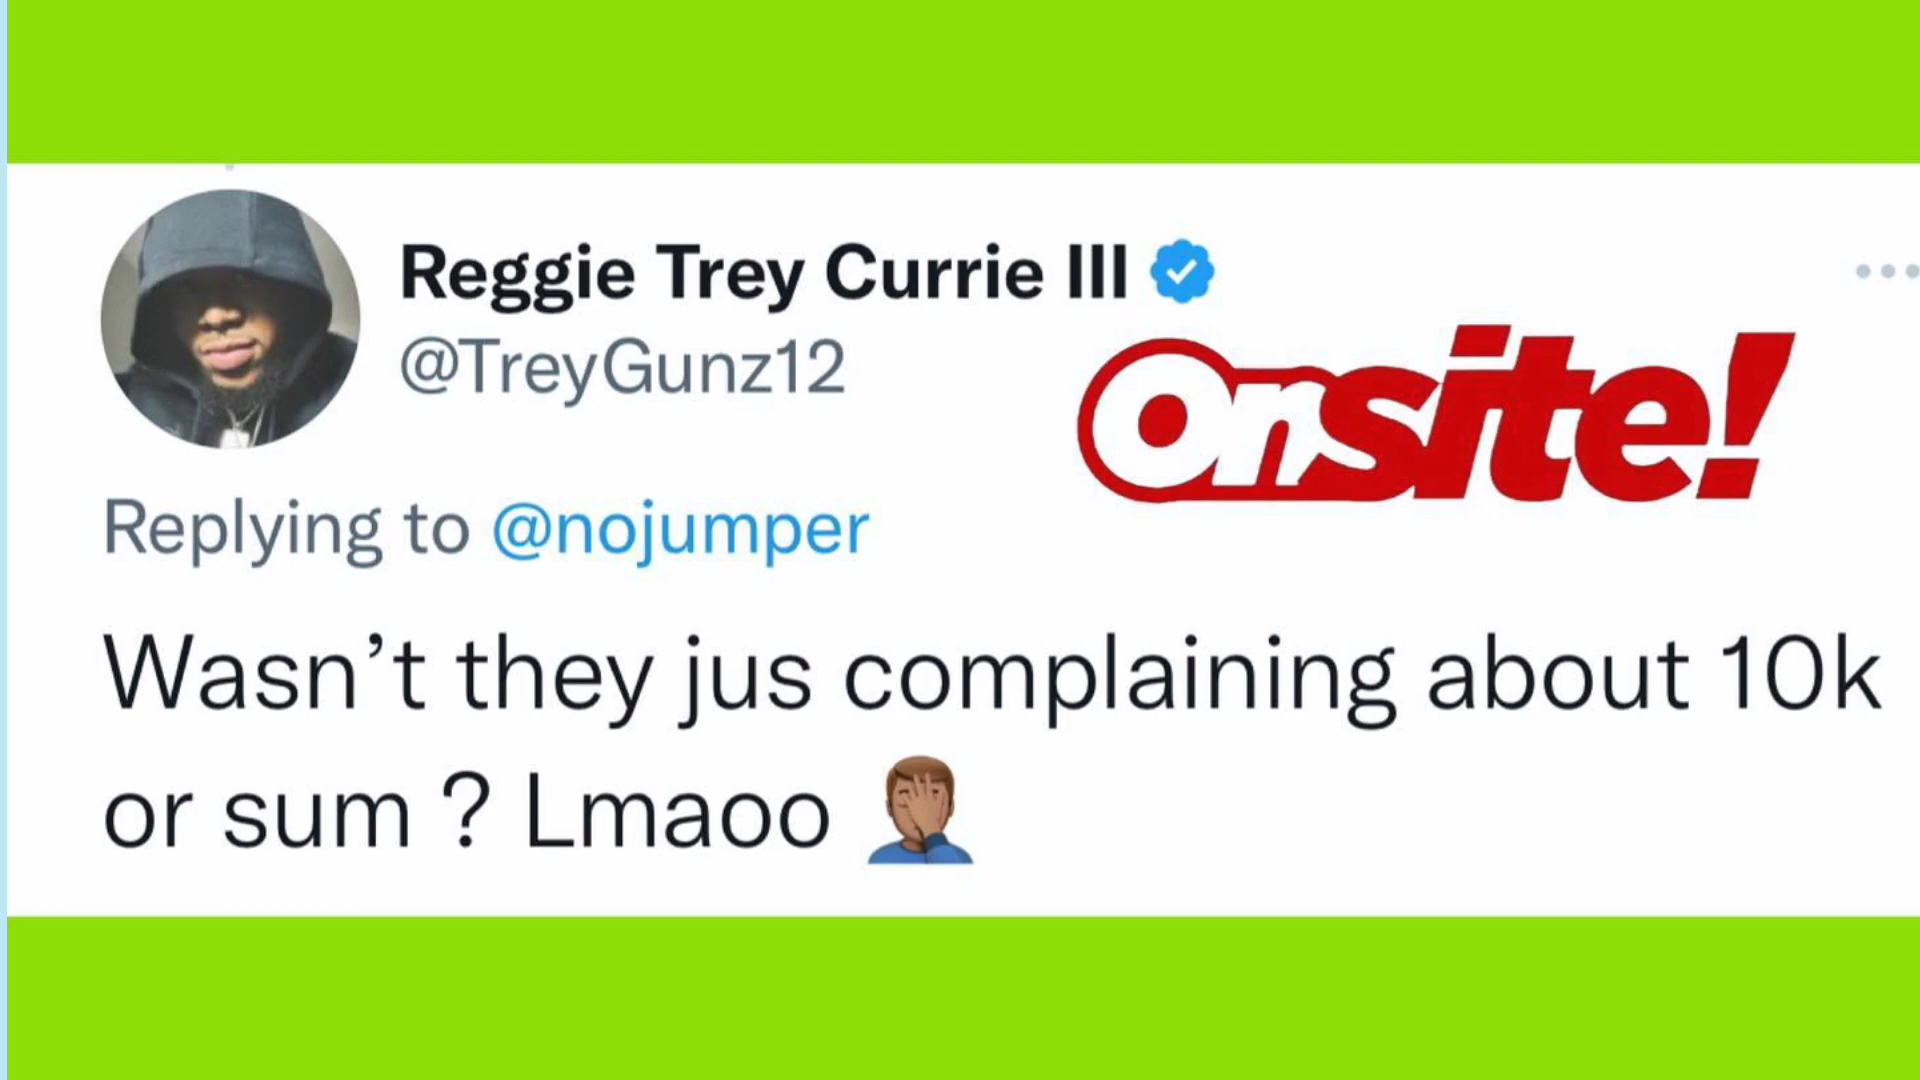 Reggie Trey Currie III
@TreyGunz12
Onsite!
Replying to @nojumper
Wasn’t they jus complaining about 10k
or sum ? Lmaoo 🤦🏽‍♂️